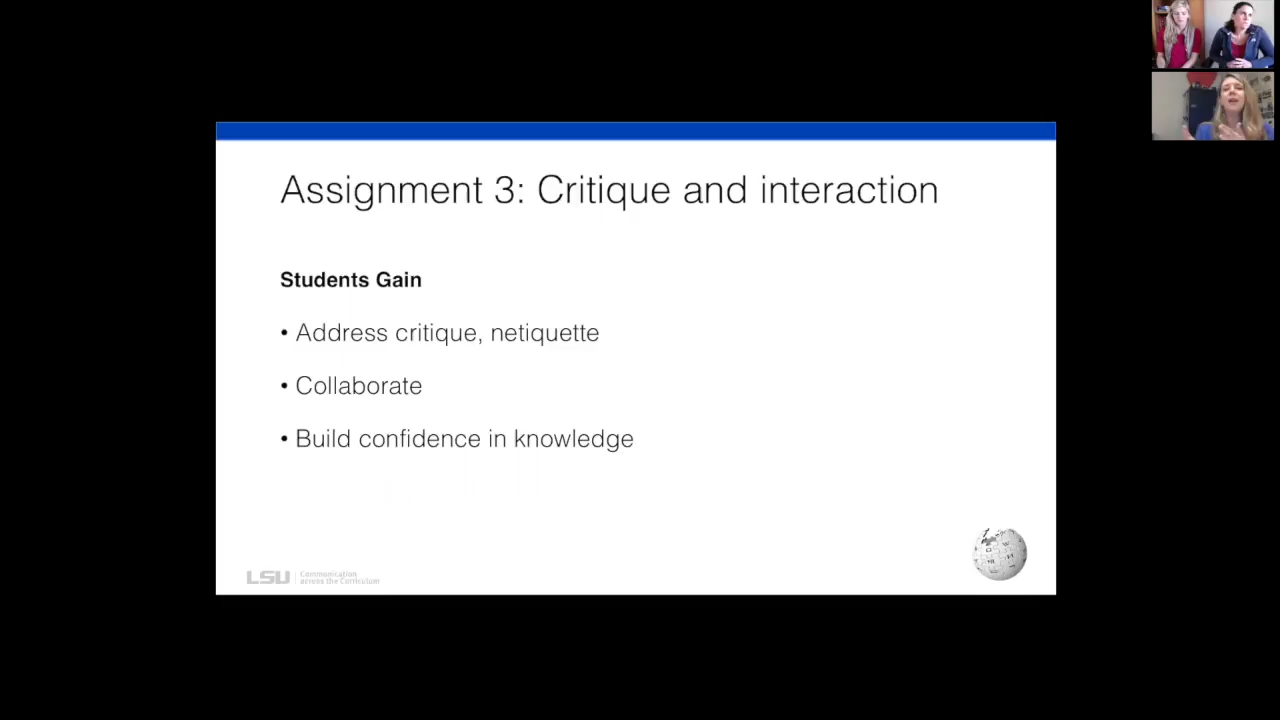 Assignment 3: Critique and interaction
Students Gain
• Address critique, netiquette
• Collaborate
• Build confidence in knowledge
LSU
Communication
across the Curriculum